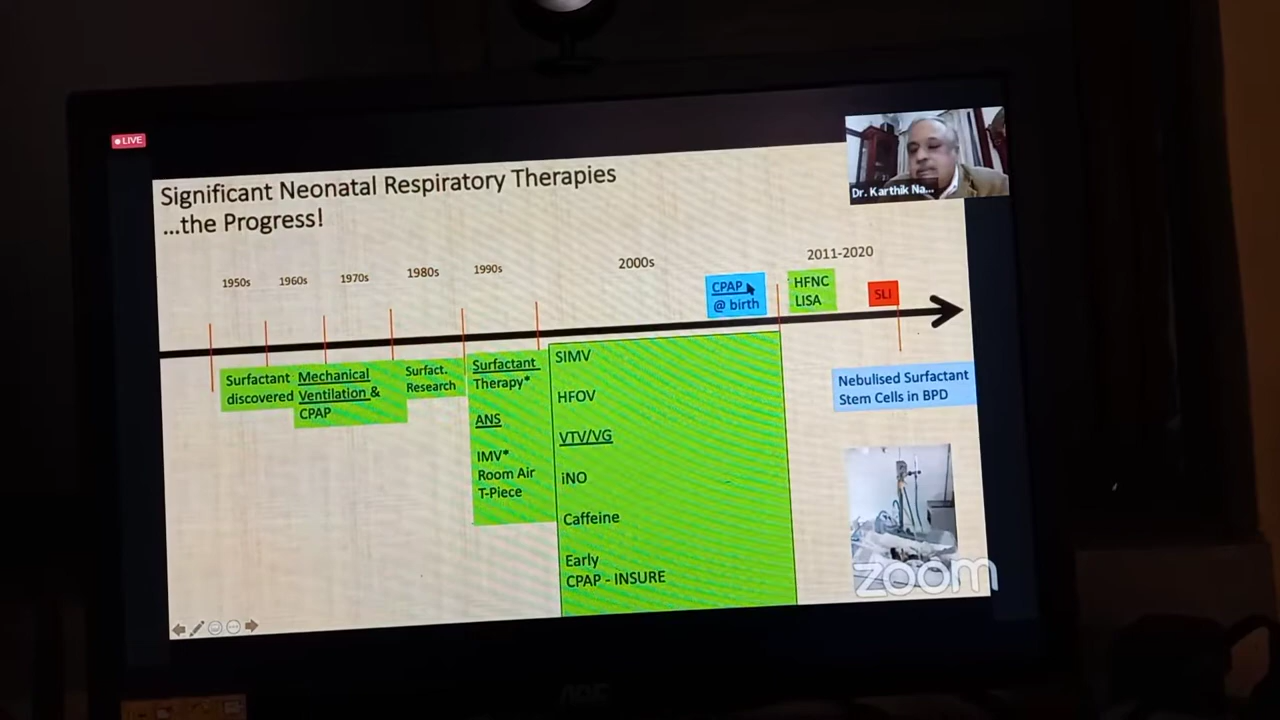 LIVE
Dr. Karthik Na...
Significant Neonatal Respiratory Therapies
...the Progress!
1950s
1960s
1970s
1980s
1990s
2000s
2011-2020
CPAP
@ birth
HFNC
LISA
SLI
Surfactant
discovered
Mechanical
Ventilation &
CPAP
Surfact.
Research
Surfactant
Therapy*
ANS
IMV*
Room Air
T-Piece
SIMV
HFOV
VTV/VG
iNO
Caffeine
Early
CPAP - INSURE
Nebulised Surfactant
Stem Cells in BPD
zoom
AOC